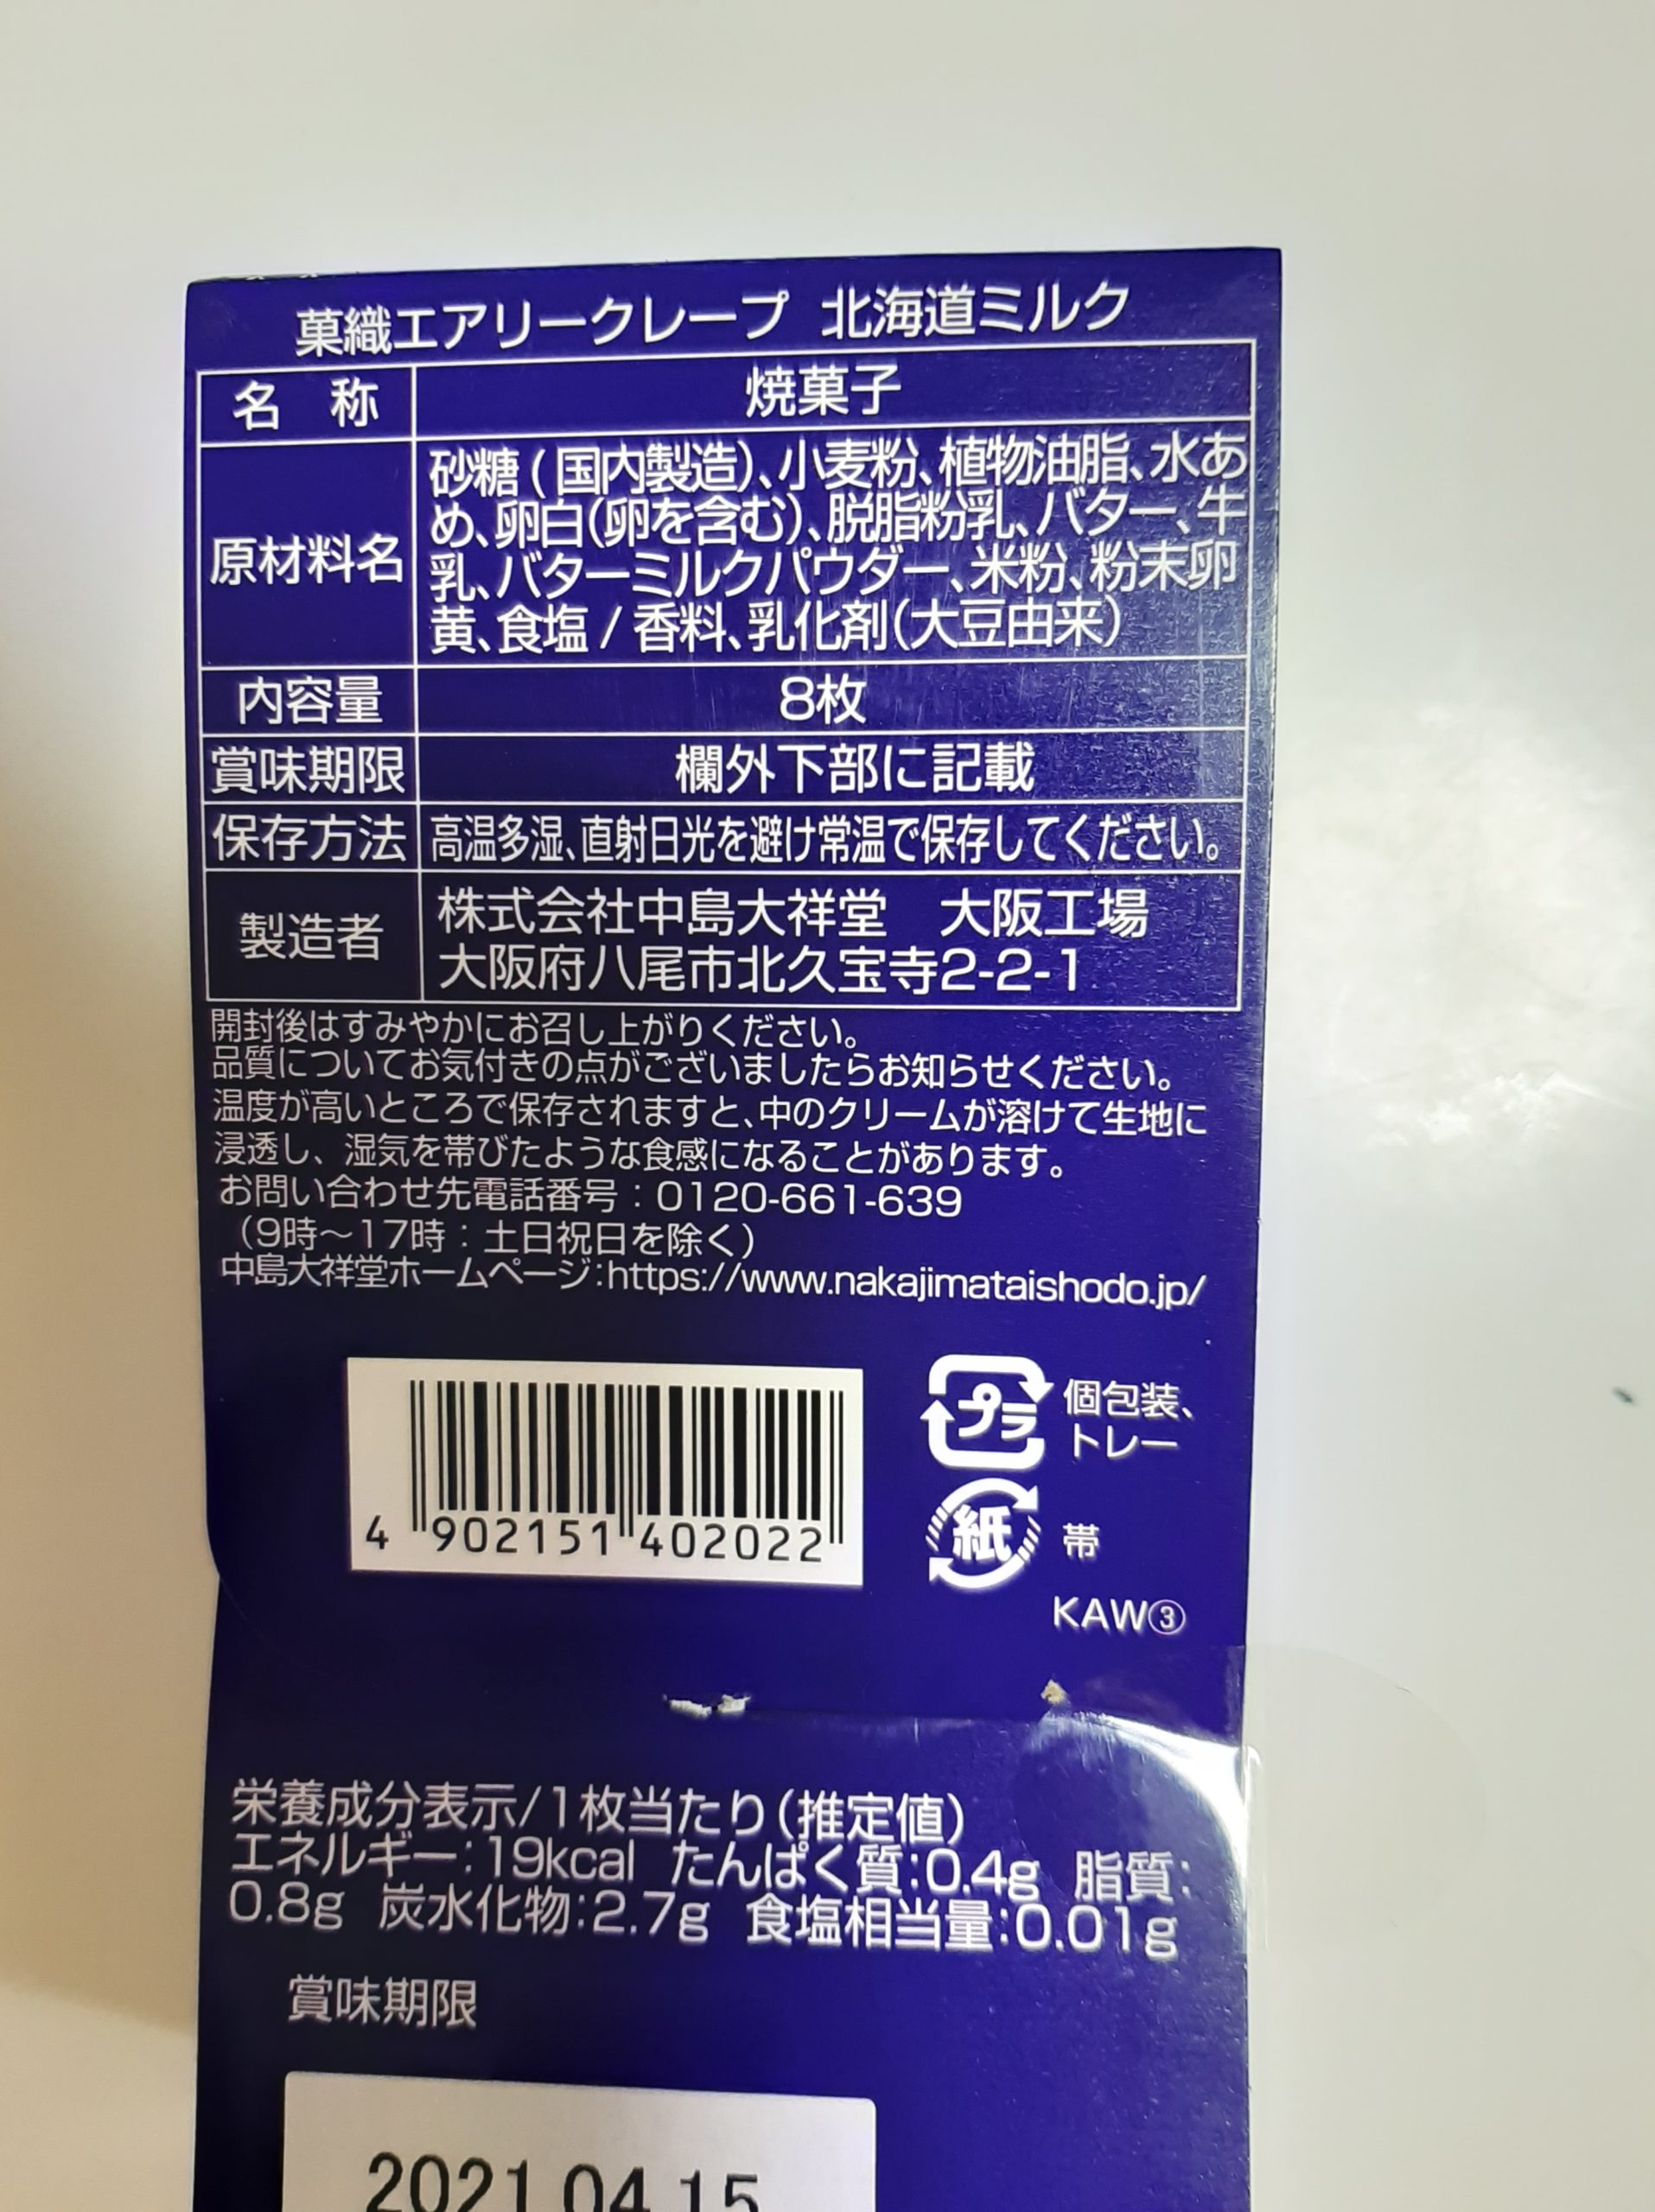 菓織エアリークレープ 北海道ミルク
名 称 焼菓子
原材料名 砂糖(国内製造)、小麦粉、植物油脂、水あ
め、卵白(卵を含む)、脱脂粉乳、バター、牛
乳、バターミルクパウダー、米粉、粉末卵
黄、食塩/香料、乳化剤(大豆由来)
内容量 8枚
賞味期限 欄外下部に記載
保存方法 高温多湿、直射日光を避け常温で保存してください。
製造者 株式会社中島大祥堂 大阪工場
大阪府八尾市北久宝寺2-2-1
開封後はすみやかにお召し上がりください。
品質についてお気付きの点がございましたらお知らせください。
温度が高いところで保存されますと、中のクリームが溶けて生地に
浸透し、湿気を帯びたような食感になることがあります。
お問い合わせ先電話番号:0120-661-639
(9時~17時:土日祝日を除く)
中島大祥堂ホームページ:https://www.nakajimataishodo.jp/
プラ 個包装、
トレー
紙 帯
4 902151 402022
KAW③
栄養成分表示/1枚当たり(推定値)
エネルギー:19kcal たんぱく質:0.4g 脂質:
0.8g 炭水化物:2.7g 食塩相当量:0.01g
賞味期限
2021.04.15